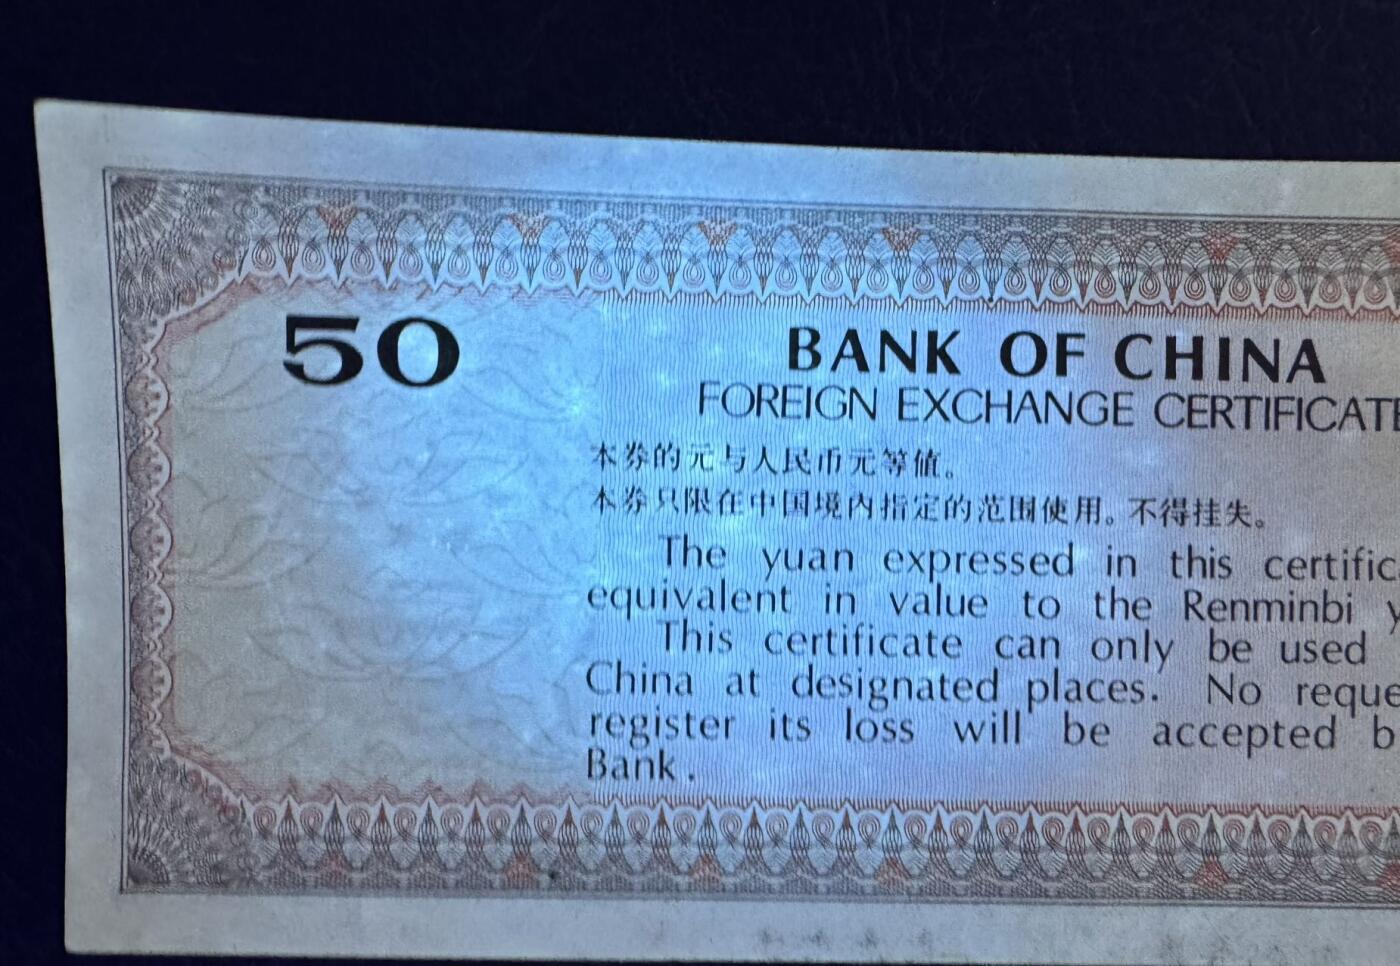 50
BANK OF CHINA
FOREIGN EXCHANGE CERTIFICATE
本券的元与人民币元等值。
本券只限在中国境内指定的范围使用。不得挂失。
The yuan expressed in this certific
equivalent in value to the Renminbi y
This certificate can only be used
China at designated places. No reque
register its loss will be accepted b
Bank.